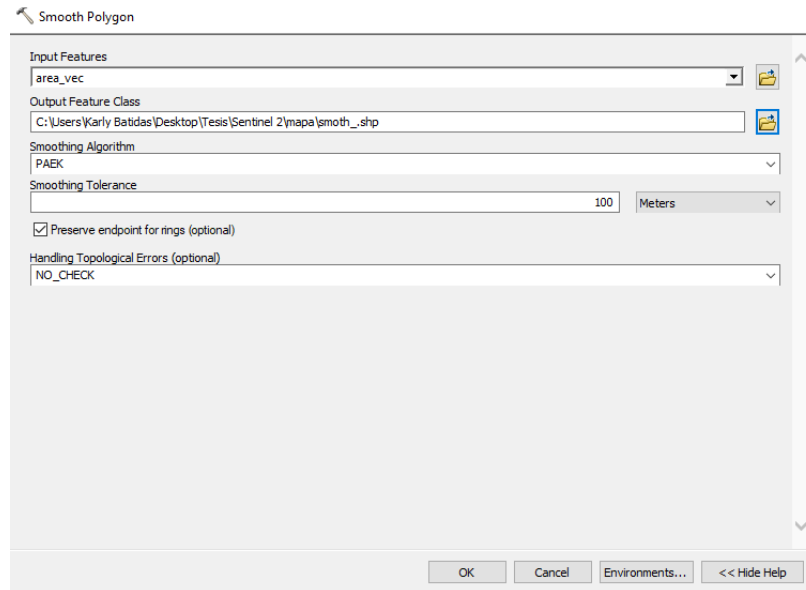 Smooth Polygon
Input Features
area_vec
Output Feature Class
C:\Users\Karly Batidas\Desktop\Tesis\Sentinel 2\mapa\smoth_.shp
Smoothing Algorithm
PAEK
Smoothing Tolerance
100 Meters
Preserve endpoint for rings (optional)
Handling Topological Errors (optional)
NO_CHECK
OK Cancel Environments... << Hide Help